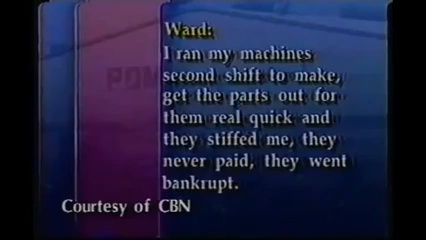 Ward:
I ran my machines
second shift to make,
get the parts out for
them real quick and
they stiffed me, they
never paid, they went
bankrupt.
Courtesy of CBN